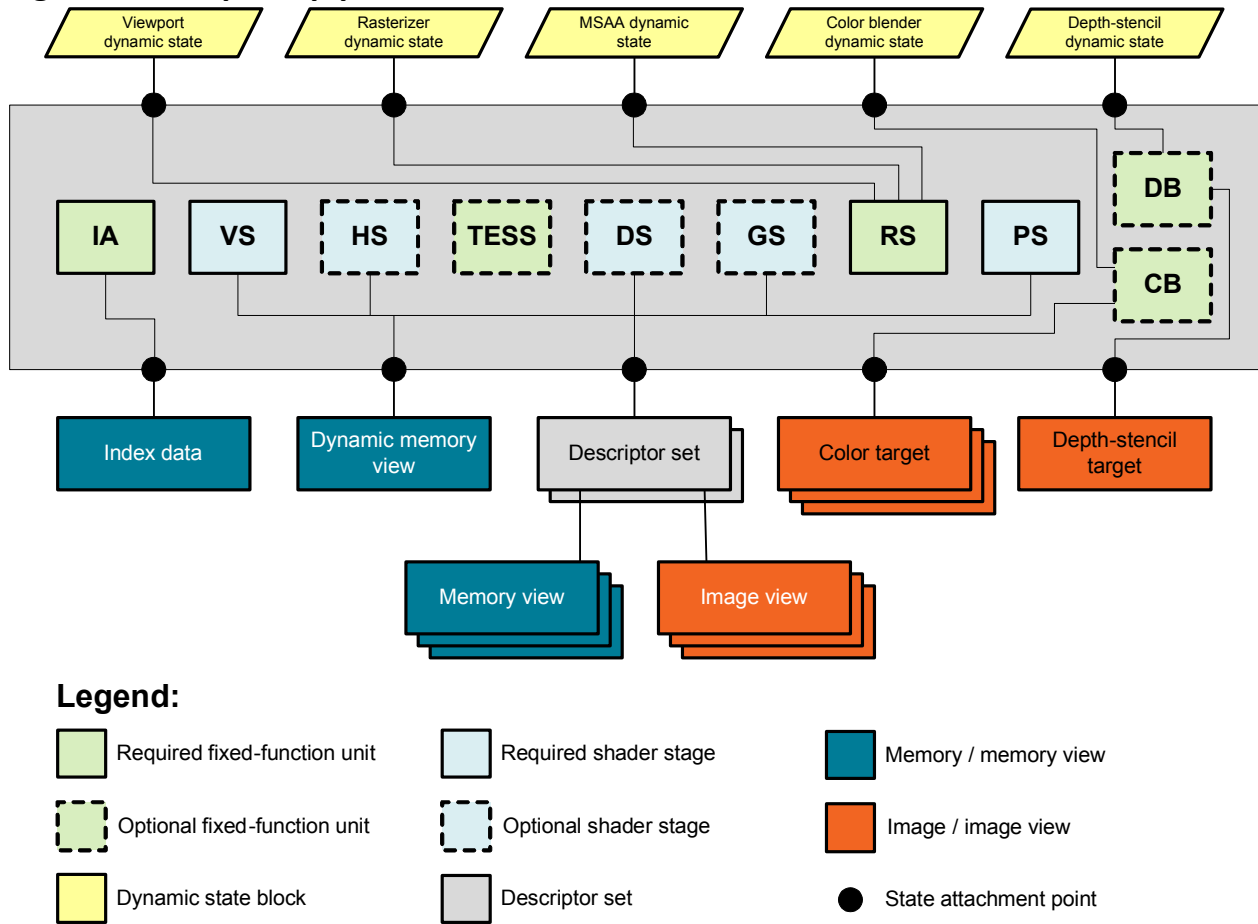 Viewport
dynamic state
Rasterizer
dynamic state
MSAA dynamic
state
Color blender
dynamic state
Depth-stencil
dynamic state
IA
VS
HS
TESS
DS
GS
RS
PS
DB
CB
Index data
Dynamic memory
view
Descriptor set
Color target
Depth-stencil
target
Memory view
Image view
Legend:
Required fixed-function unit
Required shader stage
Memory / memory view
Optional fixed-function unit
Optional shader stage
Image / image view
Dynamic state block
Descriptor set
State attachment point